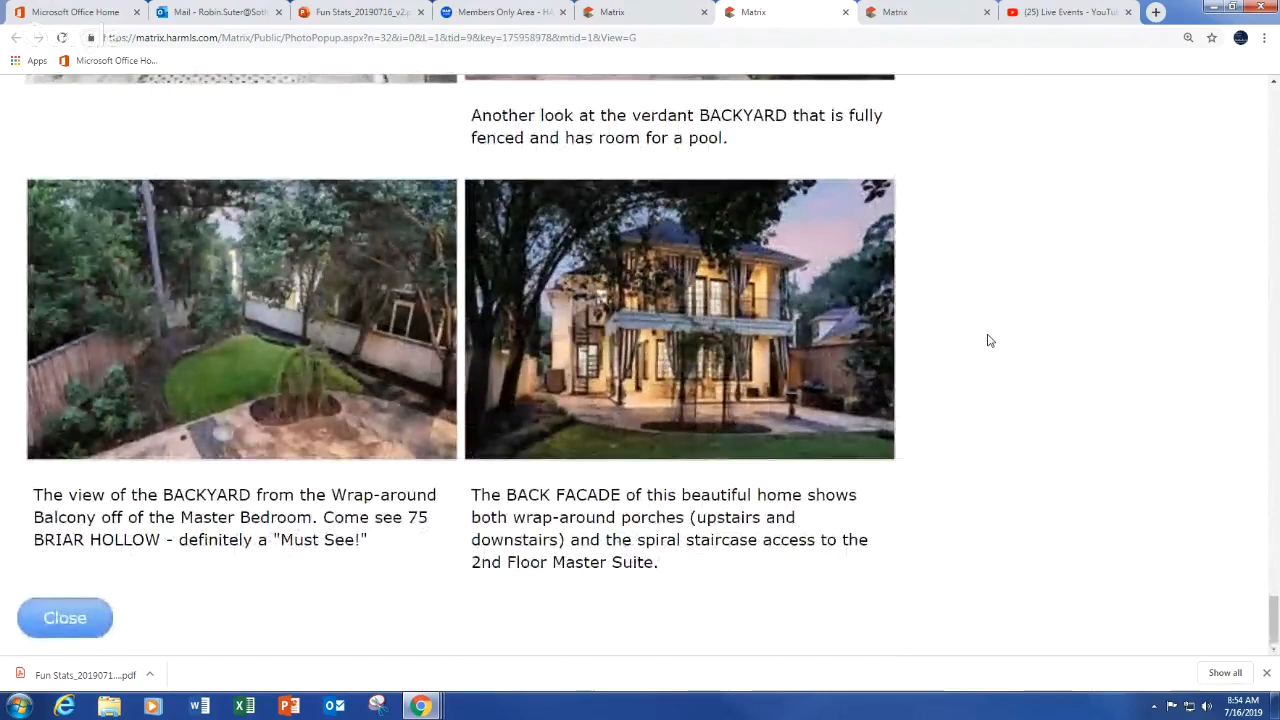 Microsoft Office Home
Mail - Robin.Suter@Soth
Fun Stats_20190716_v2.p
Members Only Area - HA
Matrix
Matrix
Matrix
(25) Live Events - YouTu
https://matrix.harmls.com/Matrix/Public/PhotoPopup.aspx?n=32&i=0&L=1&tid=9&key=175958978&mtid=1&View=G
Apps
Microsoft Office Ho...
Another look at the verdant BACKYARD that is fully
fenced and has room for a pool.
The view of the BACKYARD from the Wrap-around
Balcony off of the Master Bedroom. Come see 75
BRIAR HOLLOW - definitely a "Must See!"
The BACK FACADE of this beautiful home shows
both wrap-around porches (upstairs and
downstairs) and the spiral staircase access to the
2nd Floor Master Suite.
Close
Fun Stats_2019071....pdf
Show all
8:54 AM
7/16/2019